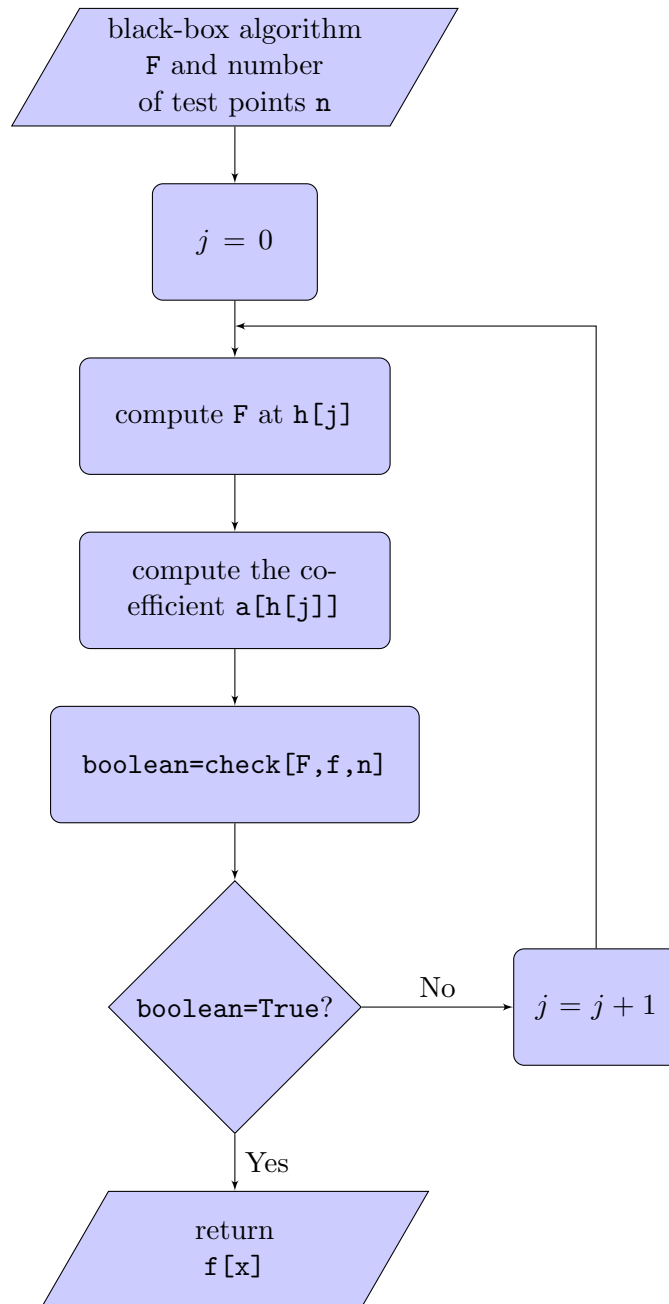 black-box algorithm
F and number
of test points n
j = 0
compute F at h[j]
compute the co-
efficient a[h[j]]
boolean=check[F,f,n]
boolean=True?
No
j = j + 1
Yes
return
f[x]